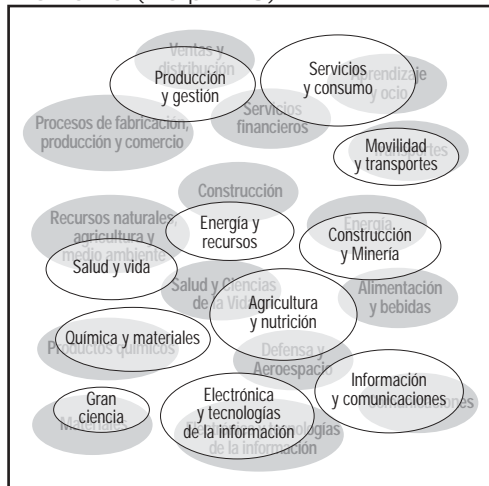 Ventas y
distribución
Producción
y gestión
Servicios
y consumo
Aprendizaje
y ocio
Procesos de fabricación,
producción y comercio
Servicios
financieros
Movilidad
y transportes
Transportes
Construcción
Recursos naturales,
agricultura y
medio ambiente
Energía y
recursos
Energía
Construcción
y Minería
Salud y vida
Salud y Ciencias
de la Vida
Agricultura
y nutrición
Alimentación
y bebidas
Química y materiales
Productos químicos
Defensa y
Aeroespacio
Información
y comunicaciones
Gran
ciencia
Materiales
Electrónica
y tecnologías
de la información
de la información